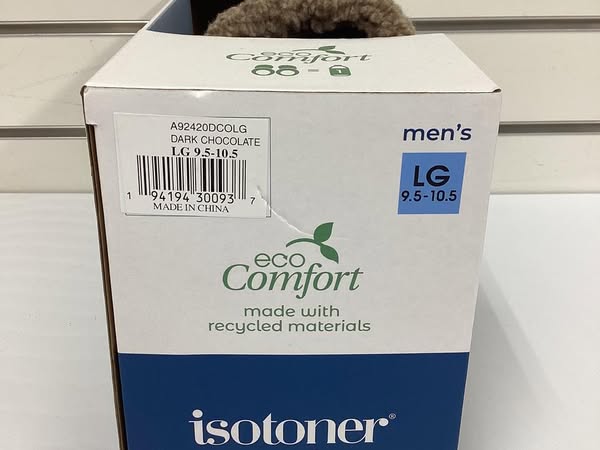 eco
Comfort
A92420DCOLG
DARK CHOCOLATE
LG 9.5-10.5
1 94194 30093 7
MADE IN CHINA
men's
LG
9.5-10.5
eco
Comfort
made with
recycled materials
isotoner®